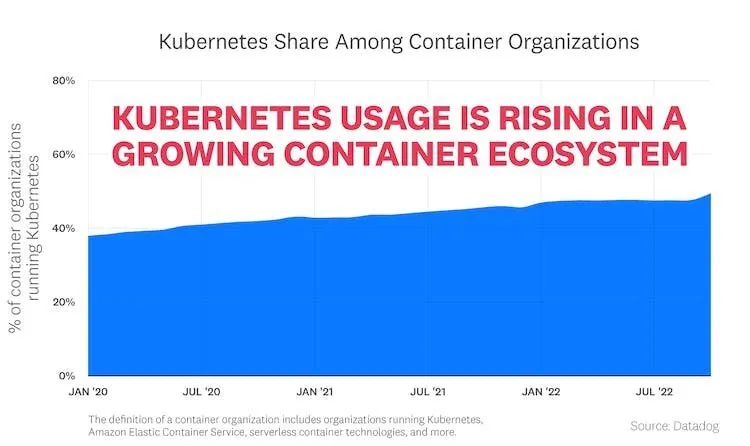 Kubernetes Share Among Container Organizations
KUBERNETES USAGE IS RISING IN A
GROWING CONTAINER ECOSYSTEM
% of container organizations
running Kubernetes
80%
60%
40%
20%
0%
JAN '20
JUL '20
JAN '21
JUL '21
JAN '22
JUL '22
The definition of a container organization includes organizations running Kubernetes,
Amazon Elastic Container Service, serverless container technologies, and more.
Source: Datadog